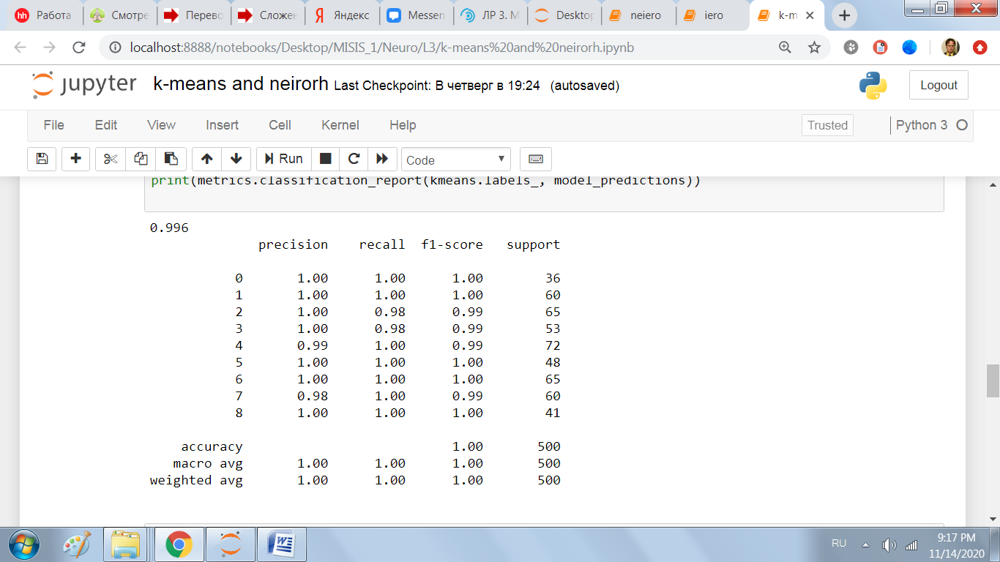 hh Работа Смотре Перево Сложен Яндекс Messen ЛР 3. М Desktop neiero iero k-m
localhost:8888/notebooks/Desktop/MISIS_1/Neuro/L3/k-means%20and%20neirorh.ipynb
jupyter k-means and neirorh Last Checkpoint: В четверг в 19:24 (autosaved) Logout
File Edit View Insert Cell Kernel Help Trusted Python 3
Run Code
print(metrics.classification_report(kmeans.labels_, model_predictions))
0.996
precision recall f1-score support
0 1.00 1.00 1.00 36
1 1.00 1.00 1.00 60
2 1.00 0.98 0.99 65
3 1.00 0.98 0.99 53
4 0.99 1.00 0.99 72
5 1.00 1.00 1.00 48
6 1.00 1.00 1.00 65
7 0.98 1.00 0.99 60
8 1.00 1.00 1.00 41
accuracy 1.00 500
macro avg 1.00 1.00 1.00 500
weighted avg 1.00 1.00 1.00 500
RU 9:17 PM
11/14/2020